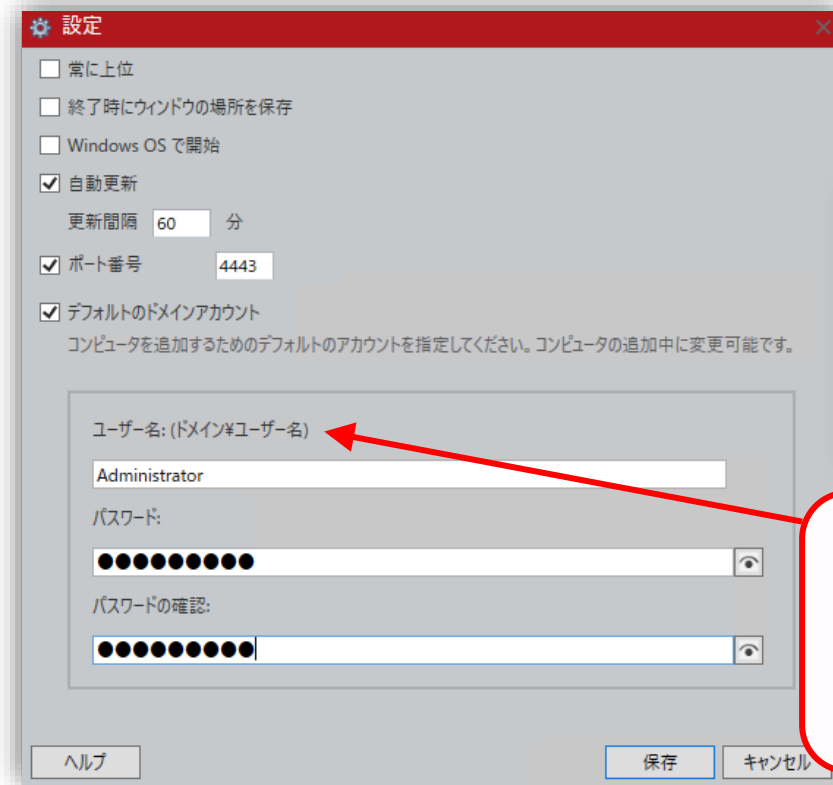 設定
常に上位
終了時にウィンドウの場所を保存
Windows OS で開始
自動更新
更新間隔 60 分
ポート番号 4443
デフォルトのドメインアカウント
コンピュータを追加するためのデフォルトのアカウントを指定してください。コンピュータの追加中に変更可能です。
ユーザー名: (ドメイン¥ユーザー名)
Administrator
パスワード:
●●●●●●●●●
パスワードの確認:
●●●●●●●●●
ヘルプ 保存 キャンセル